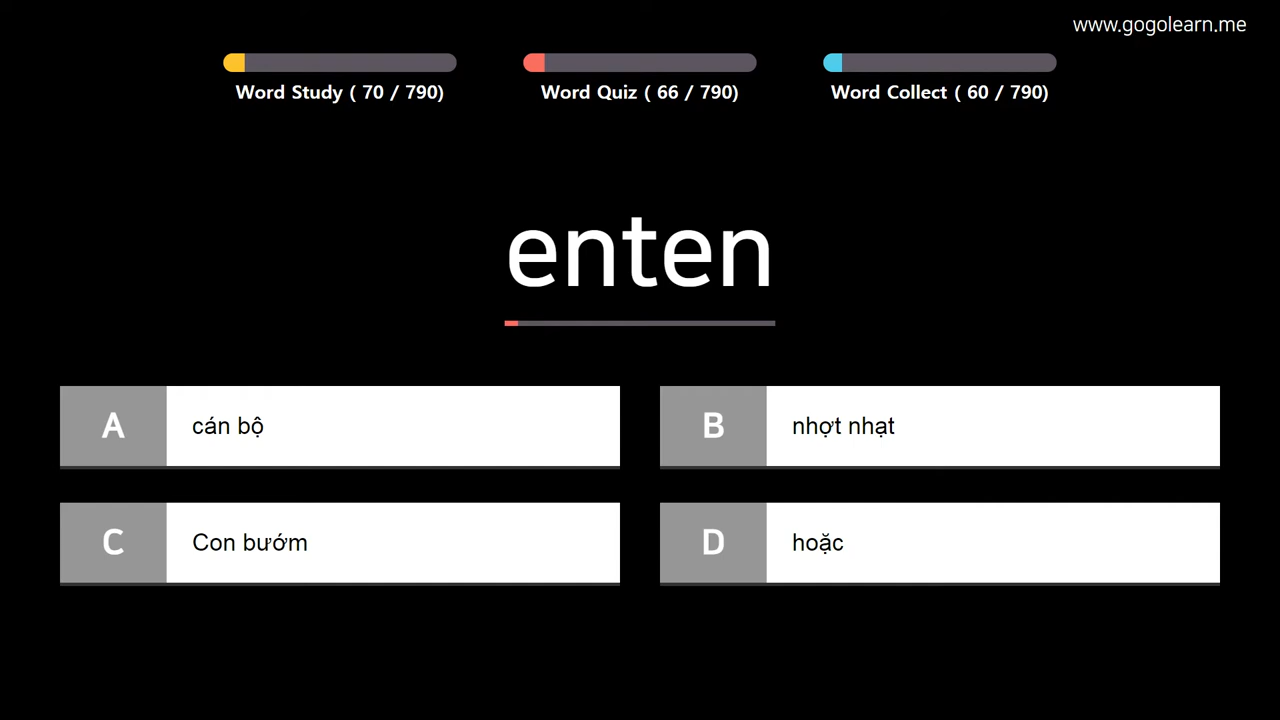 www.gogolearn.me
Word Study ( 70 / 790)
Word Quiz ( 66 / 790)
Word Collect ( 60 / 790)
enten
A cán bộ
B nhợt nhạt
C Con bướm
D hoặc